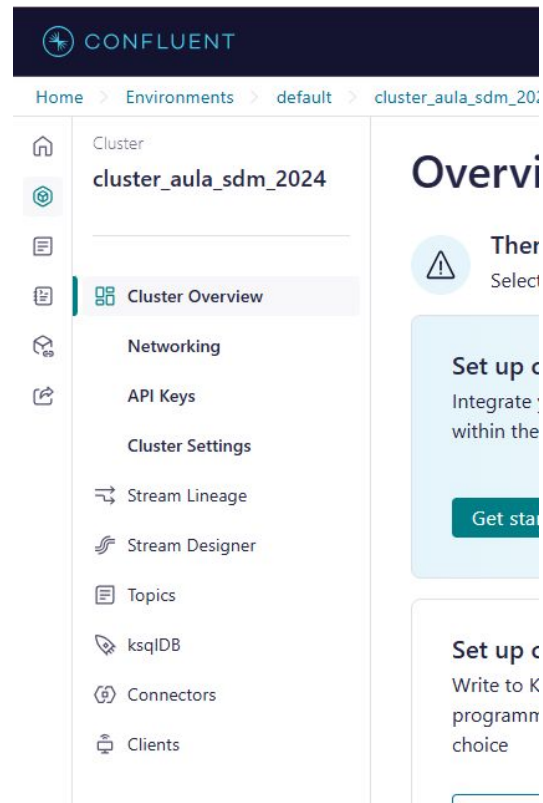 CONFLUENT
Home > Environments > default > cluster_aula_sdm_202
Cluster
cluster_aula_sdm_2024
Cluster Overview
Networking
API Keys
Cluster Settings
Stream Lineage
Stream Designer
Topics
ksqlDB
Connectors
Clients
Overvi
Ther
Select
Set up c
Integrate
within the
Get star
Set up c
Write to K
programm
choice